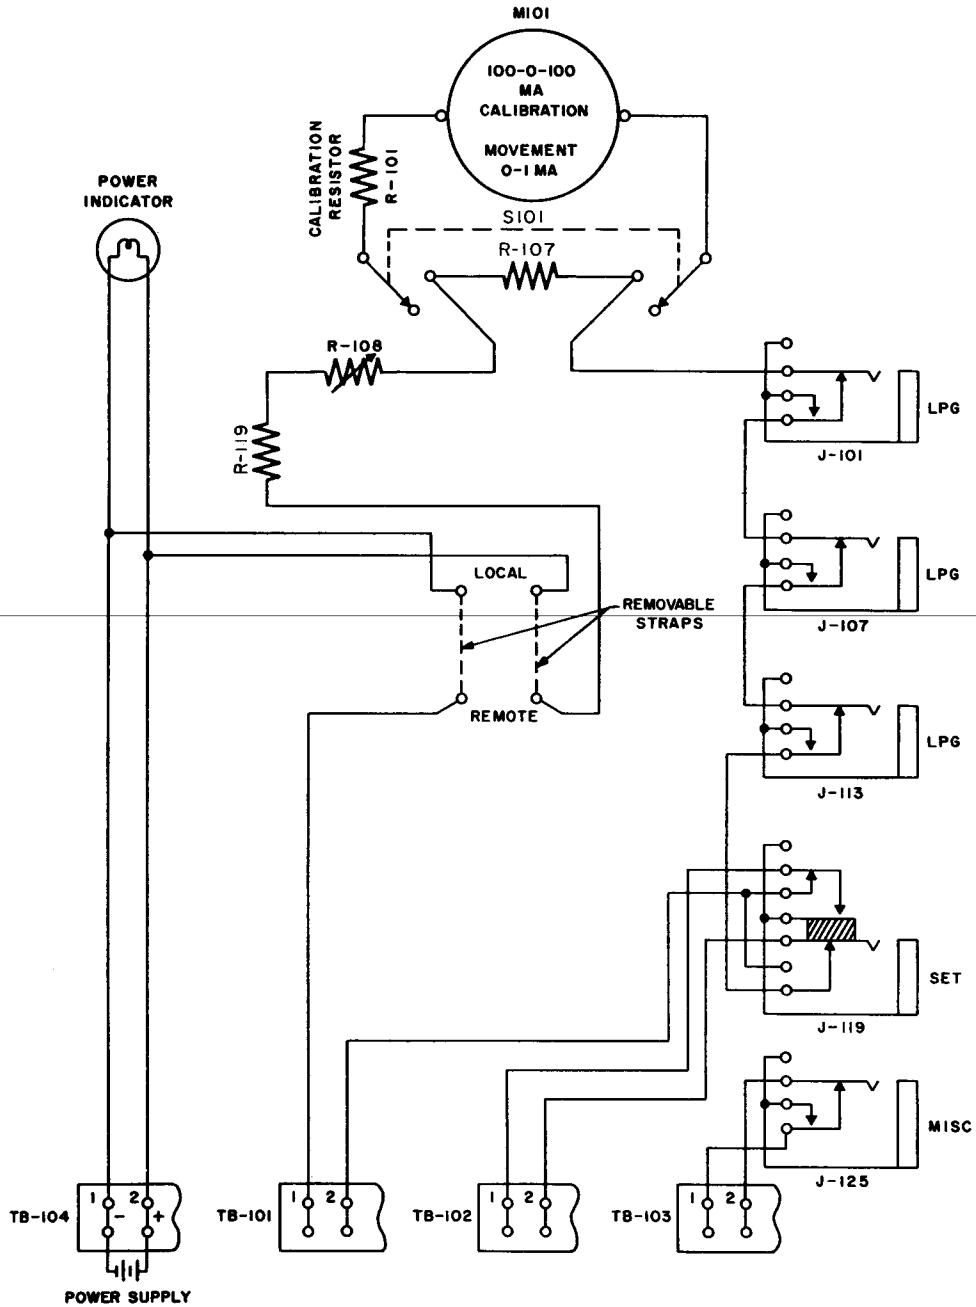 M101
100-0-100
MA
CALIBRATION
MOVEMENT
0-1 MA
CALIBRATION
RESISTOR
R-101
POWER
INDICATOR
S101
R-107
R-108
R-119
LPG
J-101
LPG
J-107
LOCAL
REMOVABLE
STRAPS
REMOTE
LPG
J-113
SET
J-119
MISC
J-125
TB-104
1 2
- +
TB-101
1 2
TB-102
1 2
TB-103
1 2
POWER SUPPLY